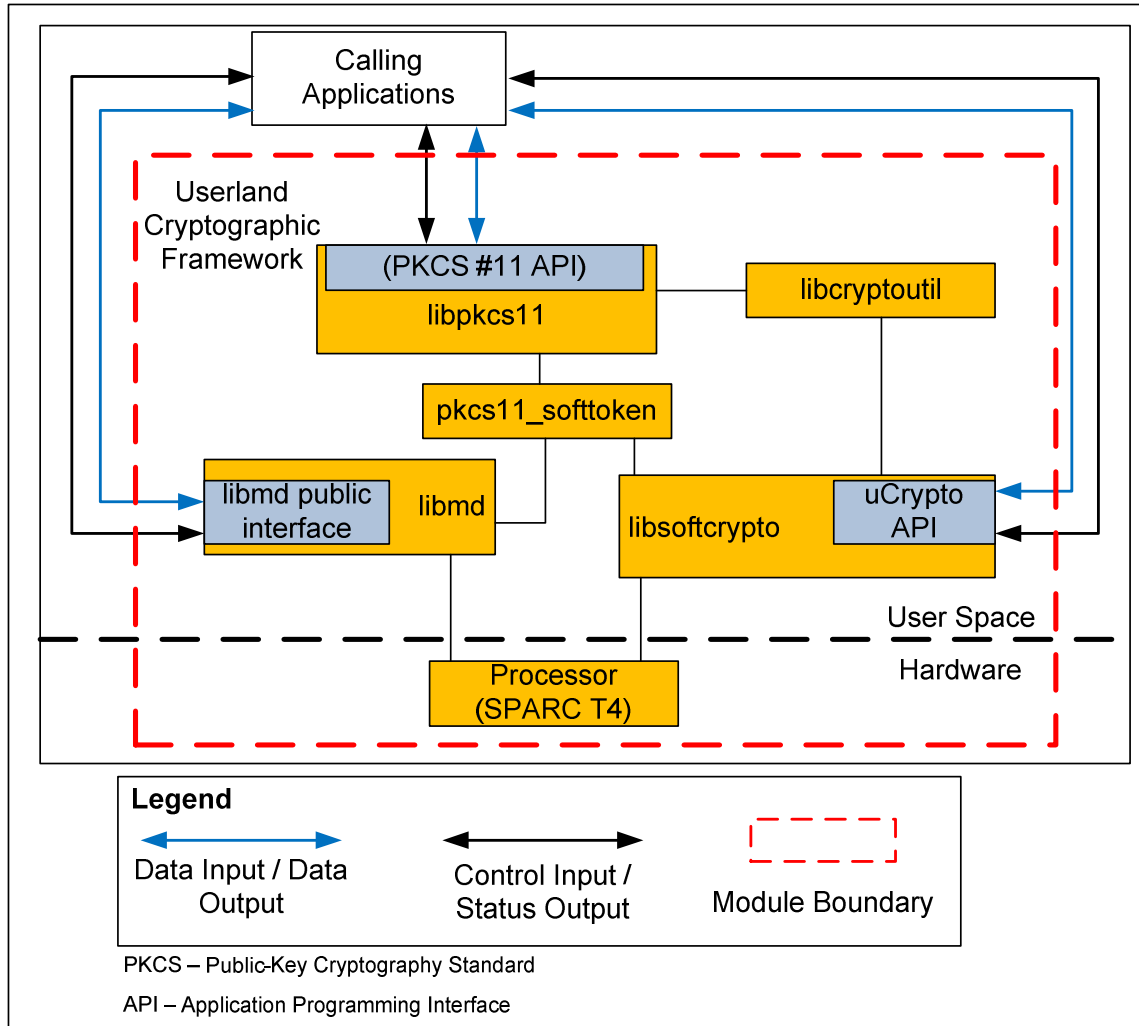 Calling
Applications
Userland
Cryptographic
Framework
(PKCS #11 API)
libpkcs11
libcryptoutil
pkcs11_softtoken
libmd public
interface
libmd
libsoftcrypto
uCrypto
API
User Space
Hardware
Processor
(SPARC T4)
Legend
Data Input / Data
Output
Control Input /
Status Output
Module Boundary
PKCS – Public-Key Cryptography Standard
API – Application Programming Interface